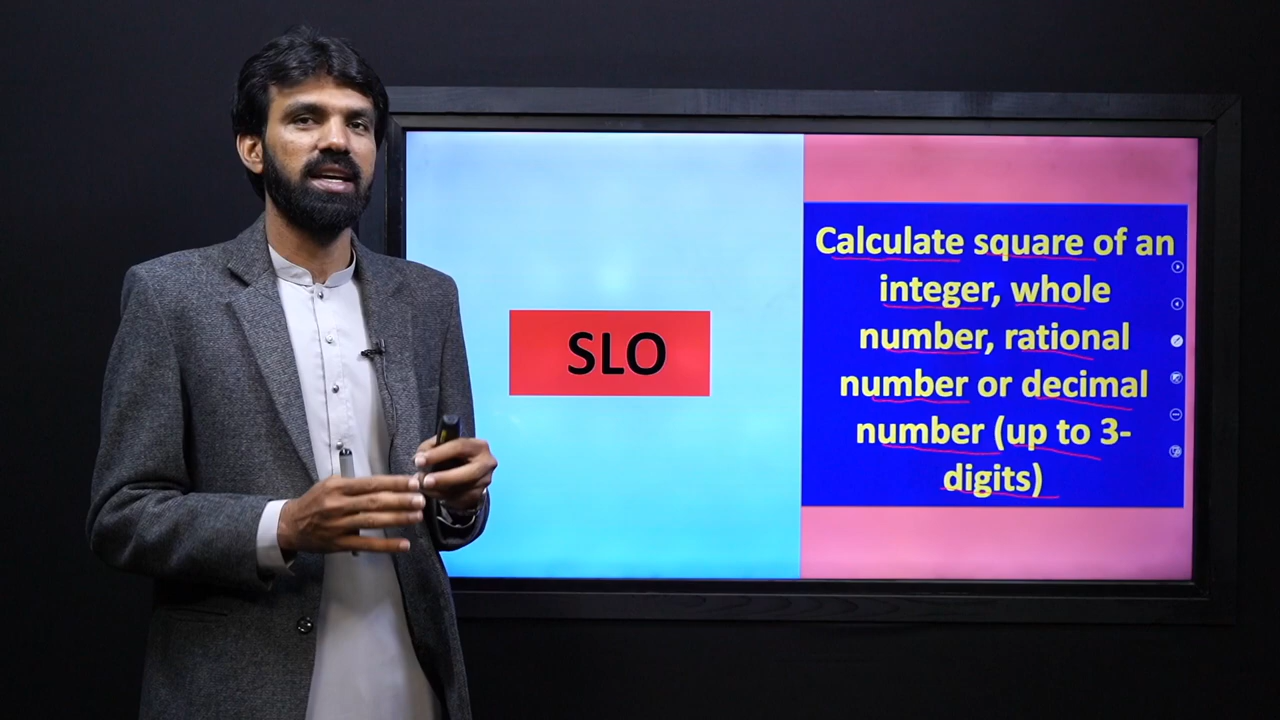 SLO
Calculate square of an
integer, whole
number, rational
number or decimal
number (up to 3-
digits)